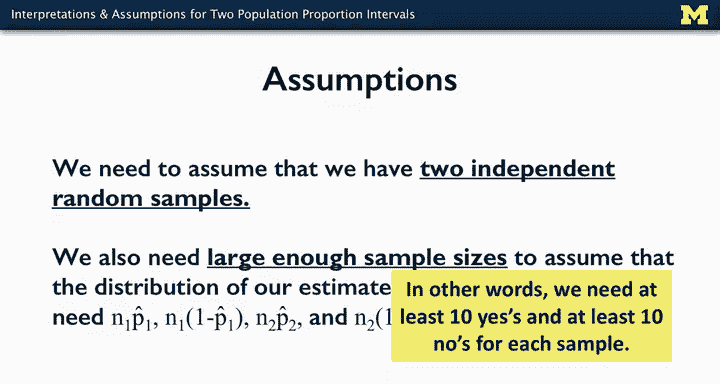 Interpretations & Assumptions for Two Population Proportion Intervals
M
Assumptions
We need to assume that we have two independent
random samples.
We also need large enough sample sizes to assume that
the distribution of our estimate
need n₁p̂₁, n₁(1-p̂₁), n₂p̂₂, and n₂(1
In other words, we need at
least 10 yes's and at least 10
no's for each sample.